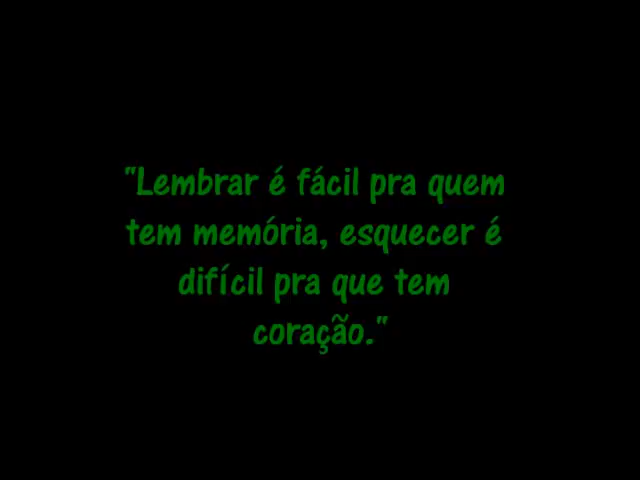 "Lembrar é fácil pra quem
tem memória, esquecer é
difícil pra que tem
coração."